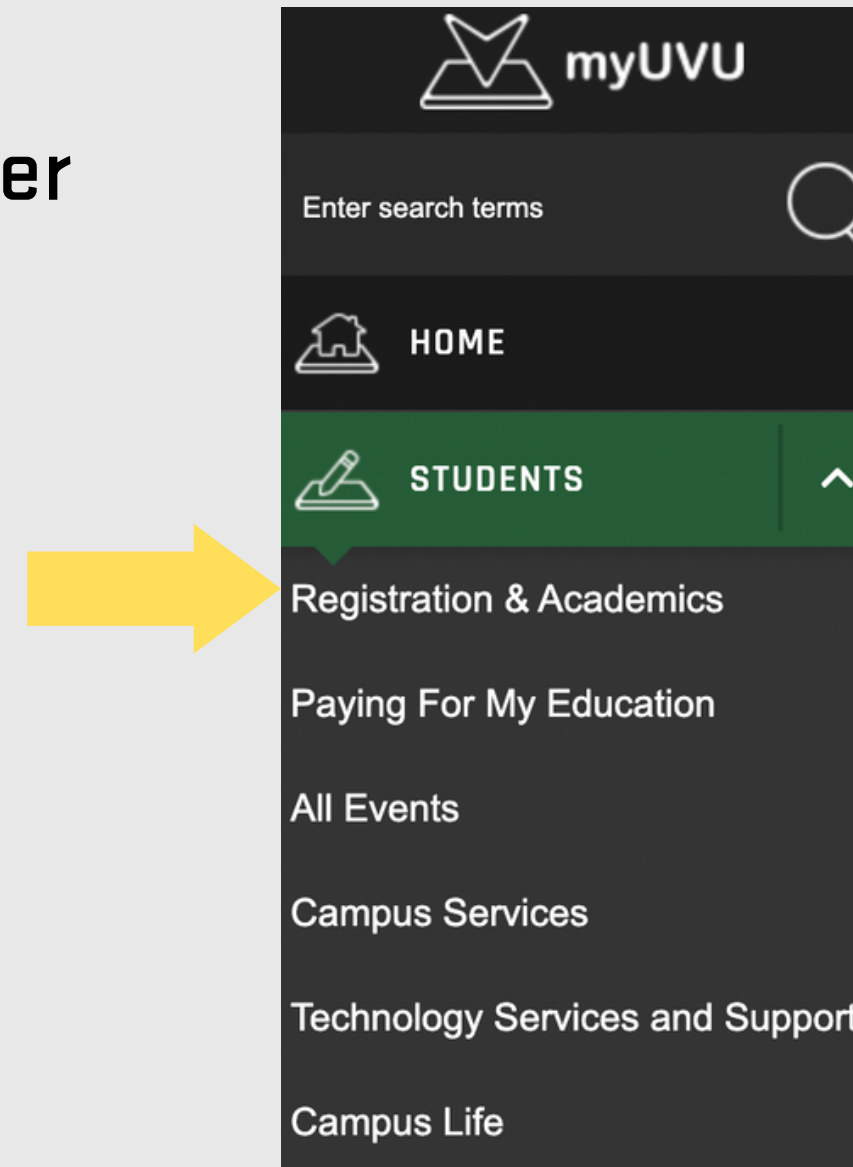 myUVU
er
Enter search terms
HOME
STUDENTS
Registration & Academics
Paying For My Education
All Events
Campus Services
Technology Services and Support
Campus Life